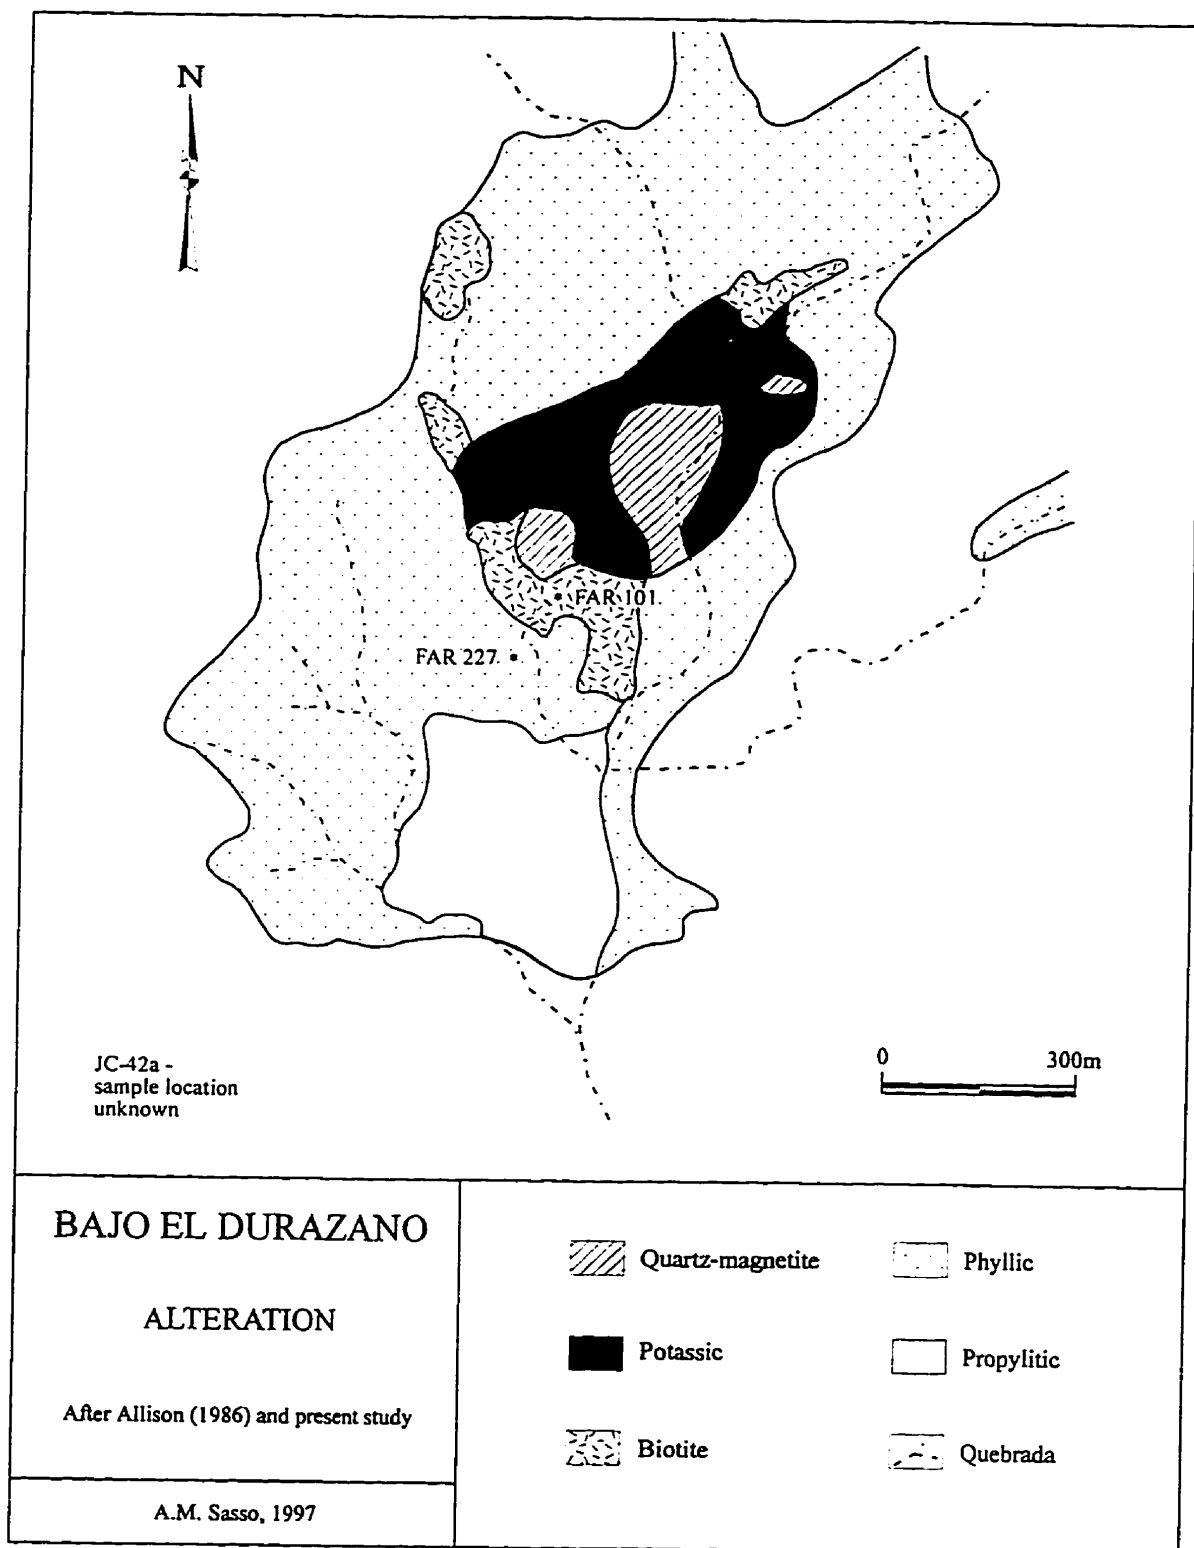 N
FAR 101
FAR 227
JC-42a -
sample location
unknown
0 300m
BAJO EL DURAZANO
ALTERATION
After Allison (1986) and present study
A.M. Sasso, 1997
Quartz-magnetite
Potassic
Biotite
Phyllic
Propylitic
Quebrada